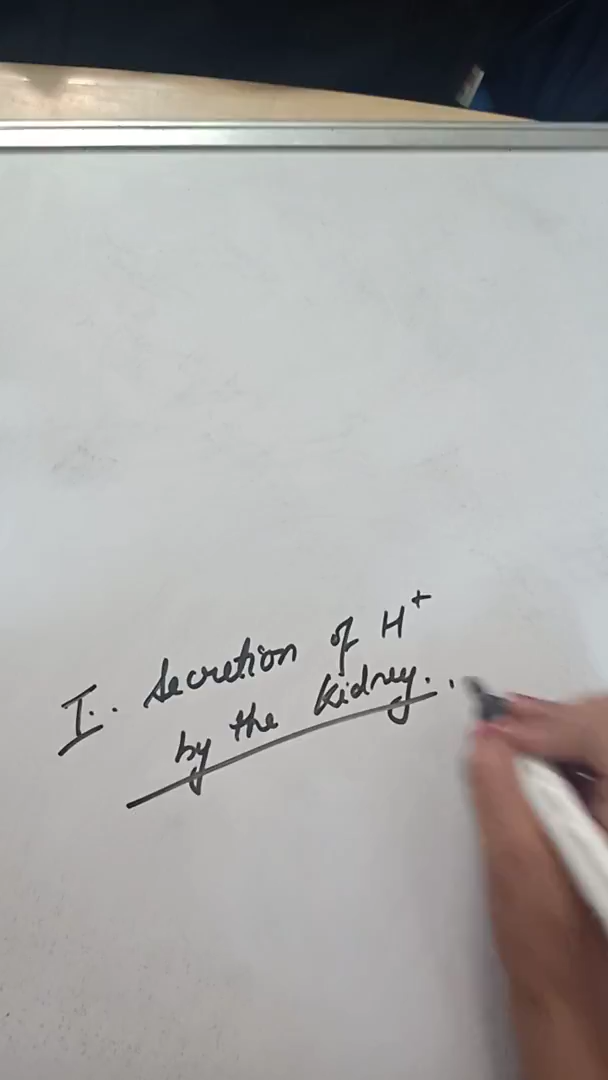 I. Secretion of H⁺
by the Kidney..